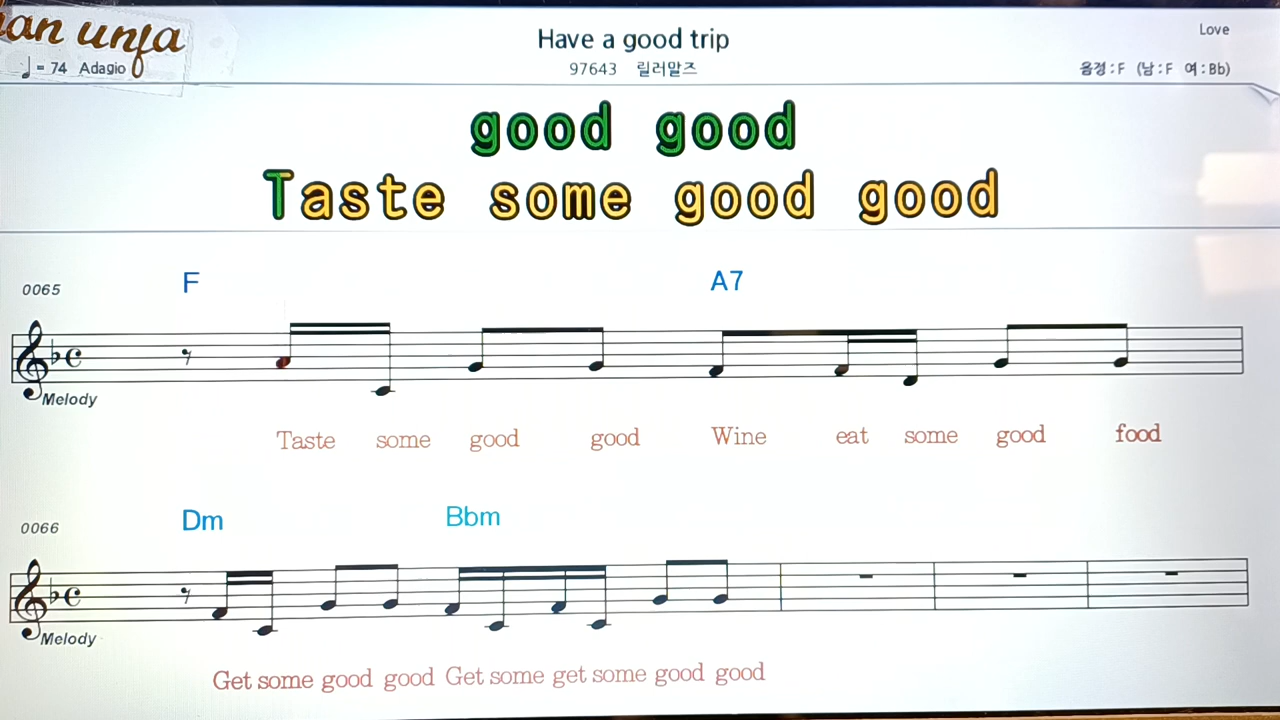 an unfa
Have a good trip
Love
♩ = 74 Adagio
97643 릴러말즈
음정:F (남:F 여:Bb)
good good
Taste some good good
0065
F A7
Melody
Taste some good good Wine eat some good food
0066
Dm Bbm
Melody
Get some good good Get some get some good good